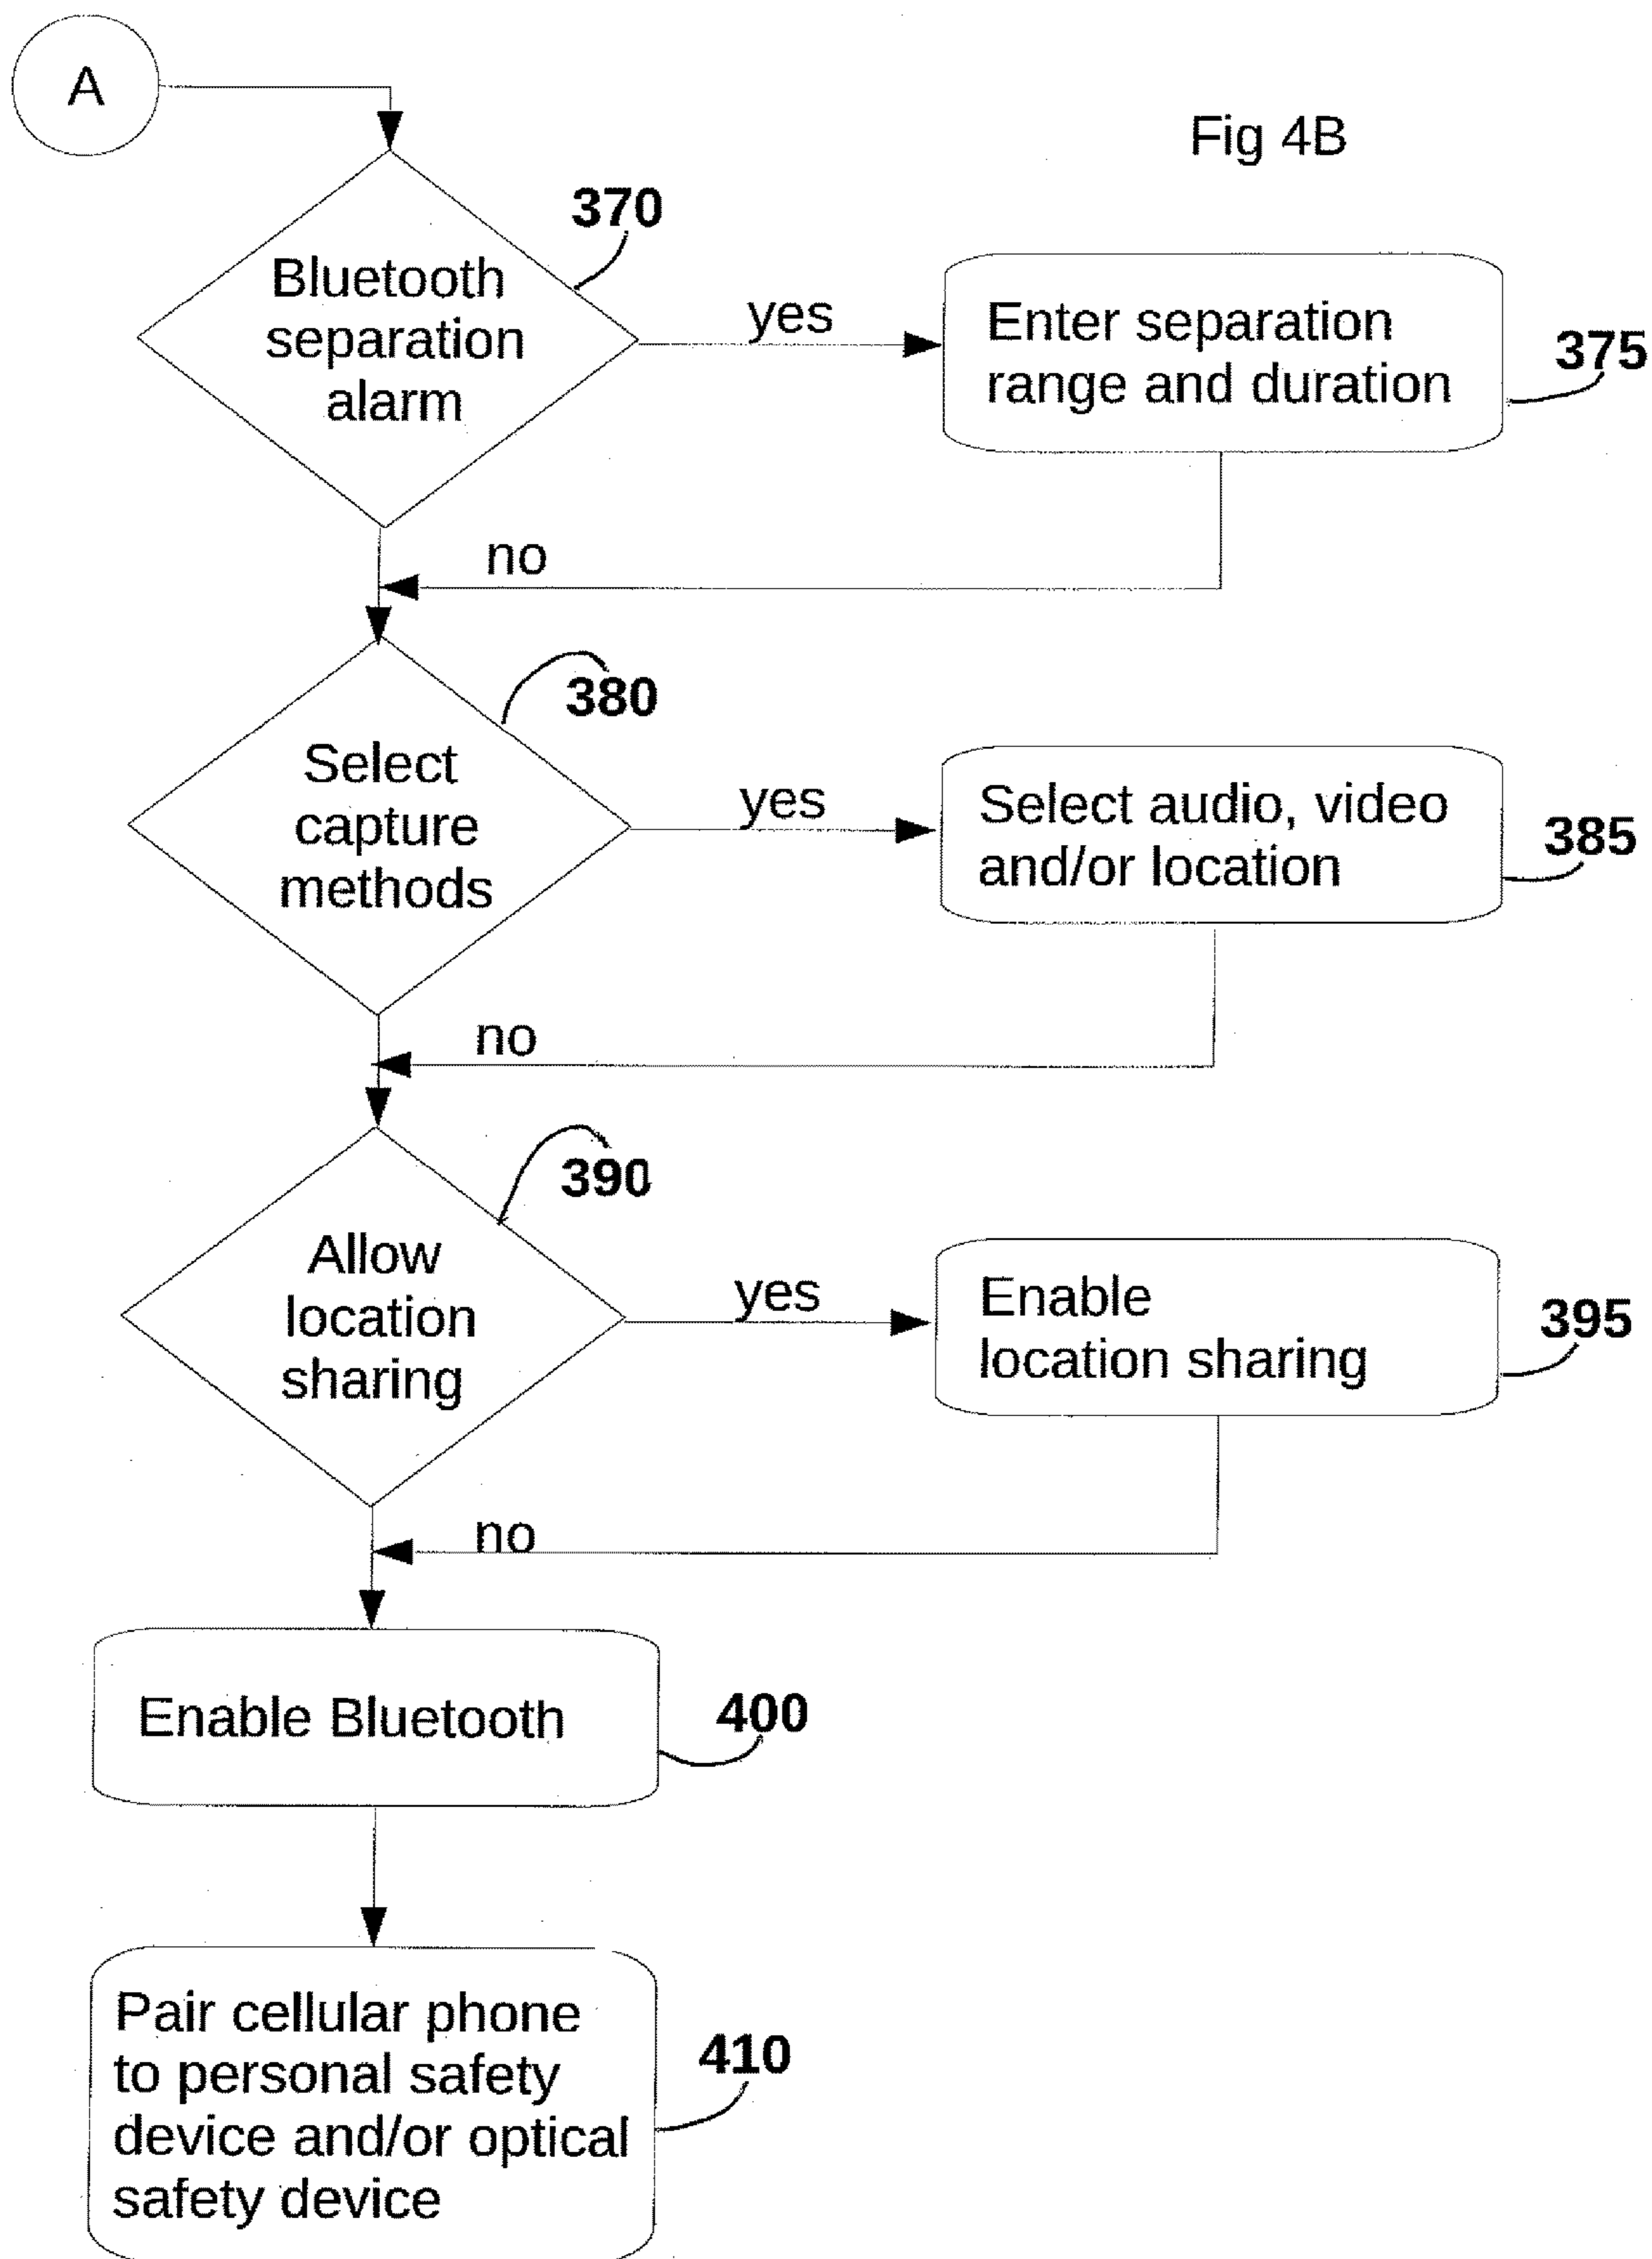 A
Fig 4B
370
Bluetooth
separation
alarm
yes
Enter separation
range and duration
375
no
380
Select
capture
methods
yes
Select audio, video
and/or location
385
no
390
Allow
location
sharing
yes
Enable
location sharing
395
no
Enable Bluetooth
400
Pair cellular phone
to personal safety
device and/or optical
safety device
410